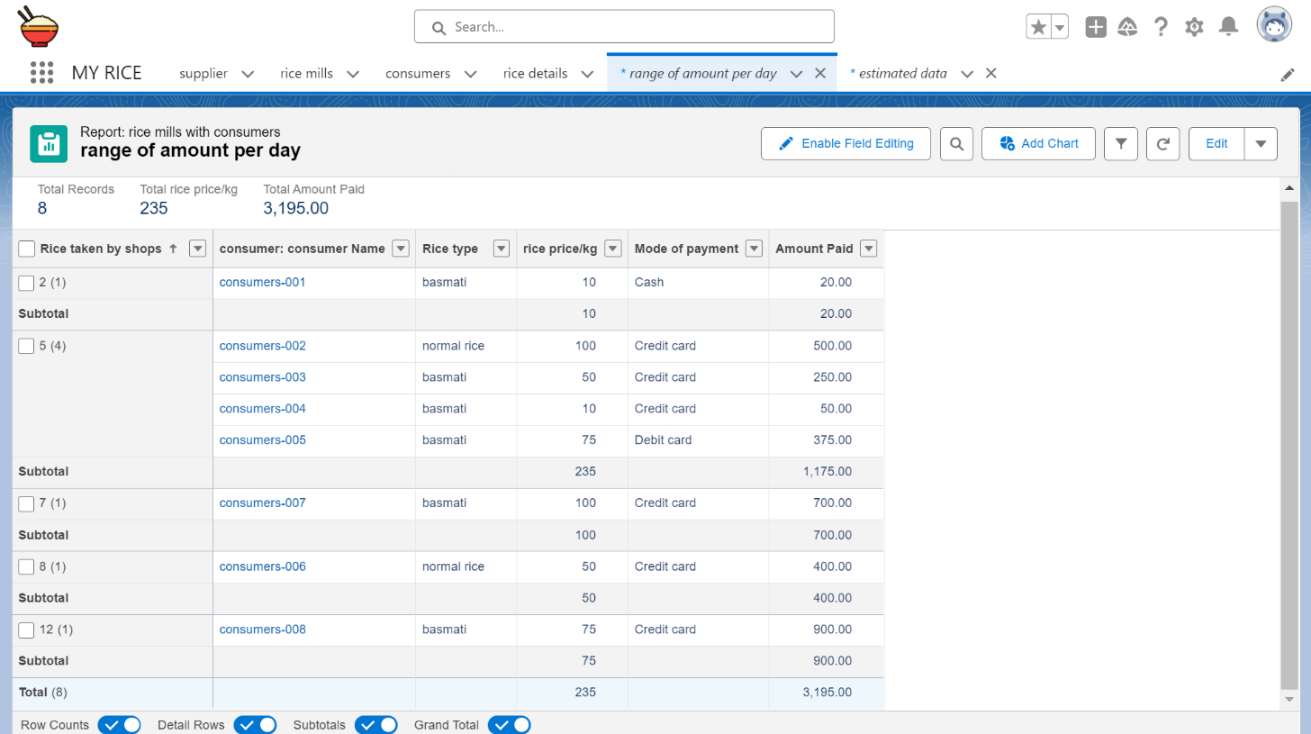 Search...
MY RICE supplier rice mills consumers rice details * range of amount per day * estimated data
Report: rice mills with consumers
range of amount per day
Enable Field Editing Add Chart Edit
Total Records Total rice price/kg Total Amount Paid
8 235 3,195.00
Rice taken by shops ↑ consumer: consumer Name Rice type rice price/kg Mode of payment Amount Paid
2 (1) consumers-001 basmati 10 Cash 20.00
Subtotal 10 20.00
5 (4) consumers-002 normal rice 100 Credit card 500.00
consumers-003 basmati 50 Credit card 250.00
consumers-004 basmati 10 Credit card 50.00
consumers-005 basmati 75 Debit card 375.00
Subtotal 235 1,175.00
7 (1) consumers-007 basmati 100 Credit card 700.00
Subtotal 100 700.00
8 (1) consumers-006 normal rice 50 Credit card 400.00
Subtotal 50 400.00
12 (1) consumers-008 basmati 75 Credit card 900.00
Subtotal 75 900.00
Total (8) 235 3,195.00
Row Counts Detail Rows Subtotals Grand Total